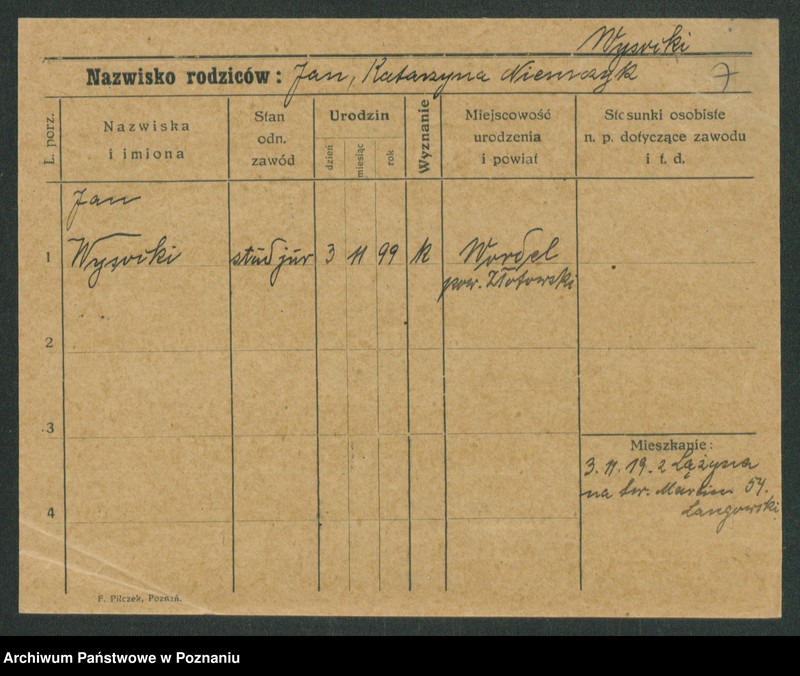 Wysocki
Nazwisko rodziców: Jan, Katarzyna Niemczyk
7
L. porz.
Nazwiska
i imiona
Stan
odn.
zawód
Urodzin
dzień
miesiąc
rok
Wyznanie
Miejscowość
urodzenia
i powiat
Stosunki osobiste
n. p. dotyczące zawodu
i t. d.
Jan
1 Wysocki stud jur 3 11 99 k
pow. Złotowski
2
3
4
Mieszkanie:
3. 11. 19. z Łążyna
na św. Marcin 54.
Langowski
F. Pilczek, Poznań.
Archiwum Państwowe w Poznaniu